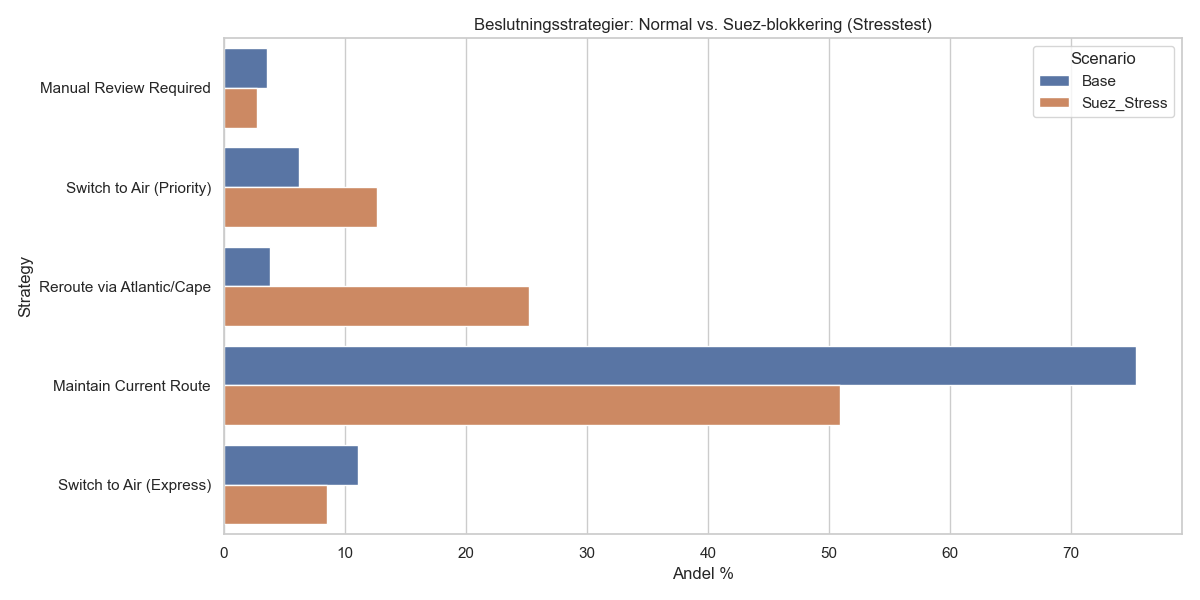 Beslutningsstrategier: Normal vs. Suez-blokkering (Stresstest)
Scenario
Base
Suez_Stress
Strategy
Manual Review Required
Switch to Air (Priority)
Reroute via Atlantic/Cape
Maintain Current Route
Switch to Air (Express)
0 10 20 30 40 50 60 70
Andel %